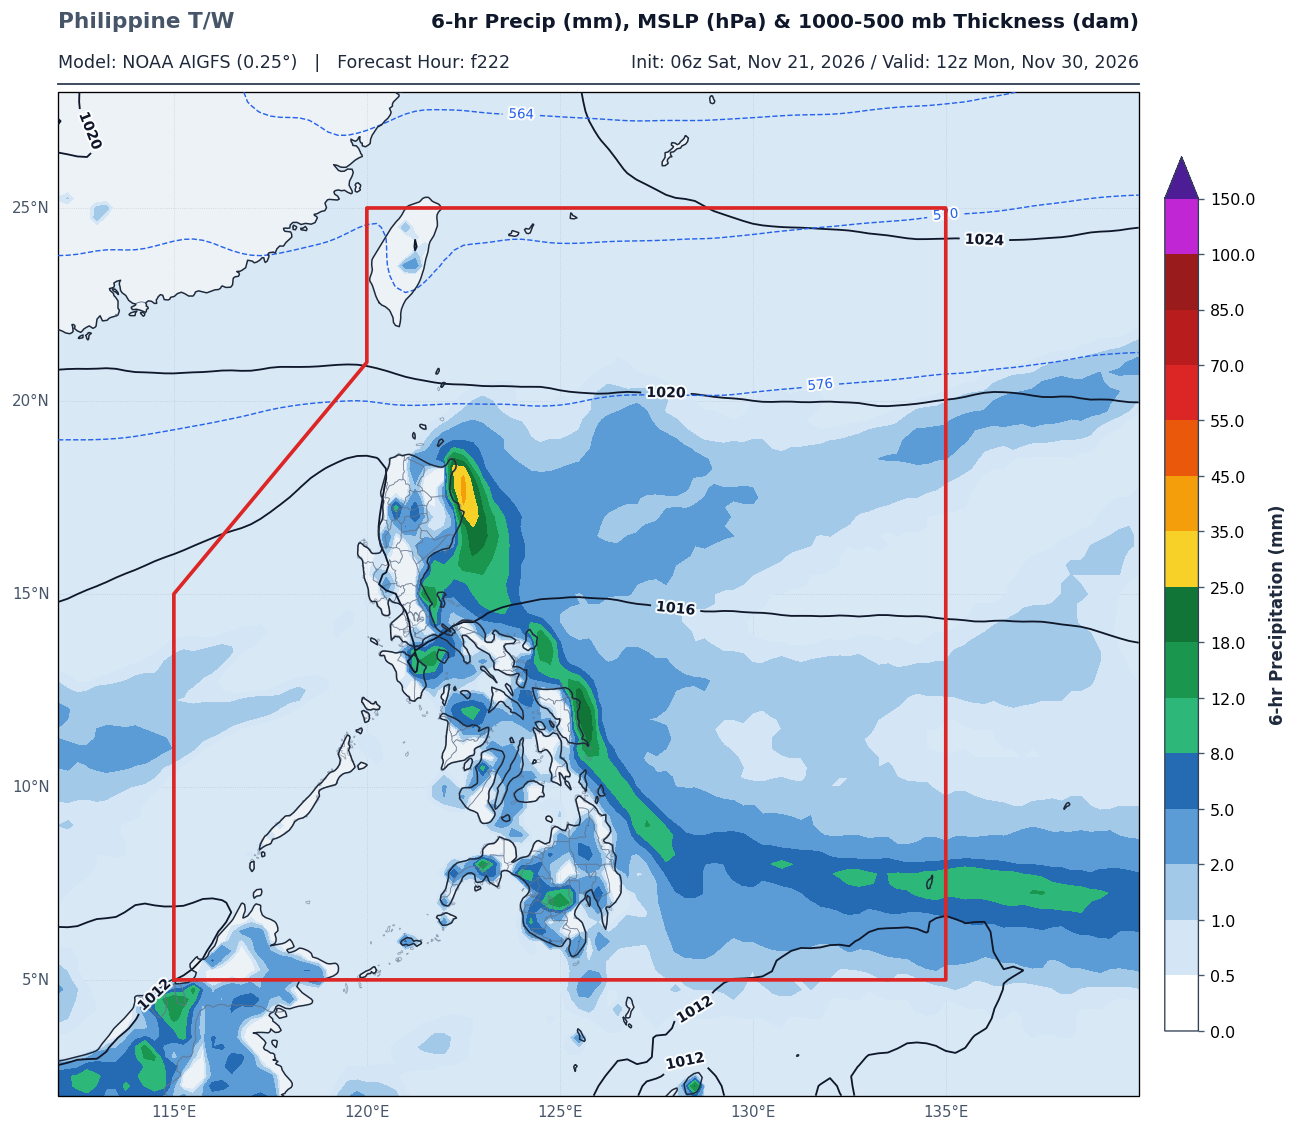 Philippine T/W
6-hr Precip (mm), MSLP (hPa) & 1000-500 mb Thickness (dam)
Model: NOAA AIGFS (0.25°) | Forecast Hour: f222
Init: 06z Sat, Nov 21, 2026 / Valid: 12z Mon, Nov 30, 2026
1020
564
570
1024
1020
576
1016
1012
1012
1012
25°N
20°N
15°N
10°N
5°N
115°E
120°E
125°E
130°E
135°E
150.0
100.0
85.0
70.0
55.0
45.0
35.0
25.0
18.0
12.0
8.0
5.0
2.0
1.0
0.5
0.0
6-hr Precipitation (mm)